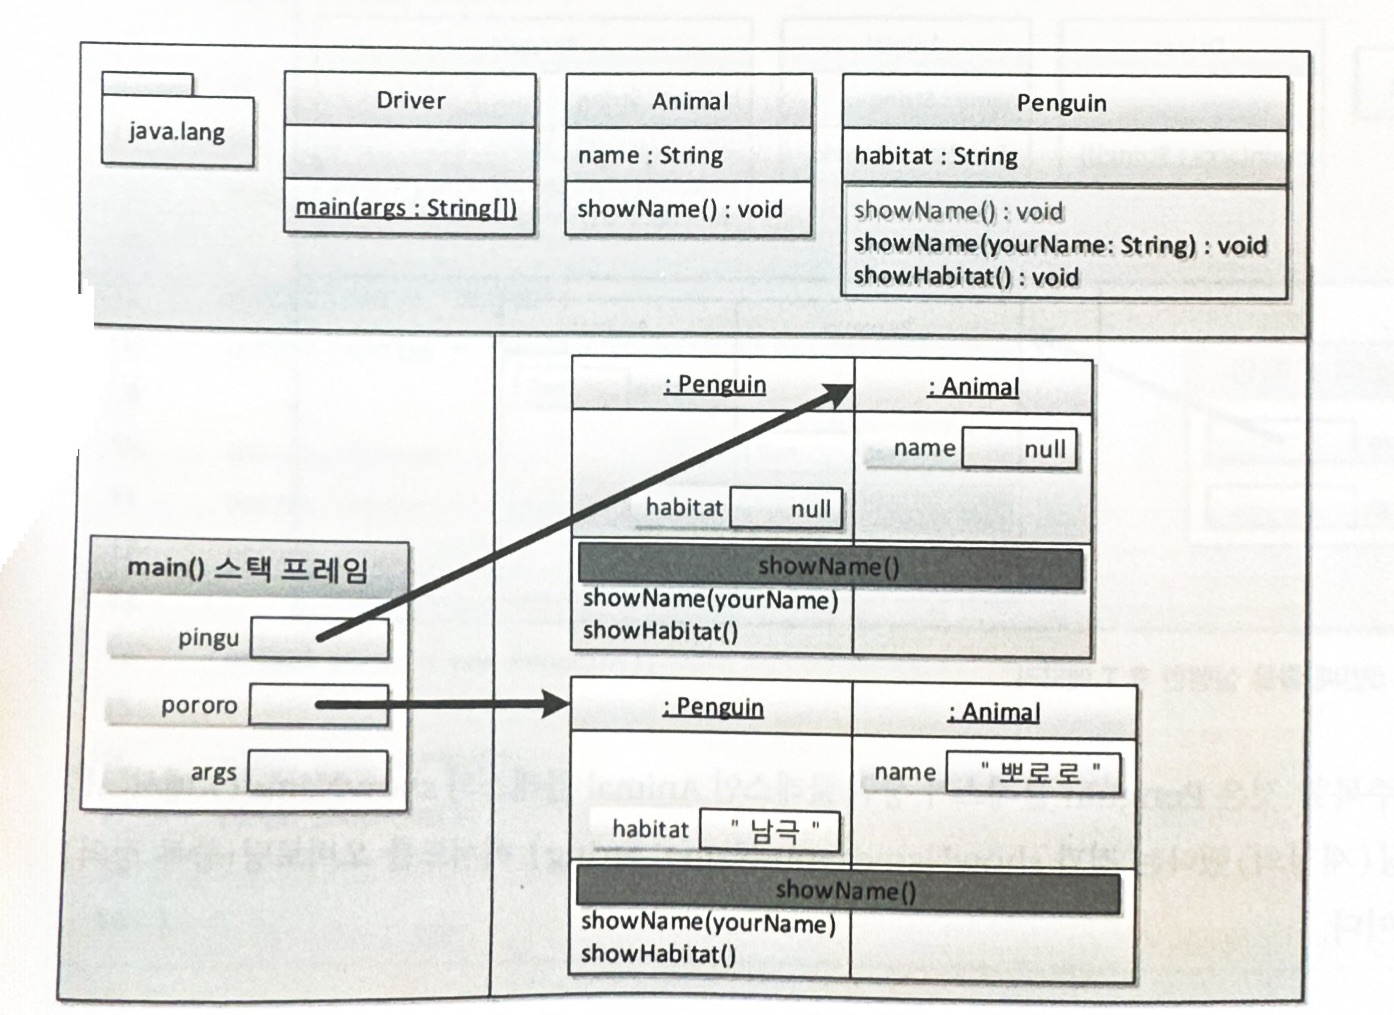 java.lang
Driver
main(args : String[])
Animal
name : String
showName() : void
Penguin
habitat : String
showName() : void
showName(yourName: String) : void
showHabitat() : void
main() 스택 프레임
pingu
pororo
args
: Penguin
: Animal
name null
habitat null
showName()
showName(yourName)
showHabitat()
: Penguin
: Animal
name " 뽀로로 "
habitat " 남극 "
showName()
showName(yourName)
showHabitat()